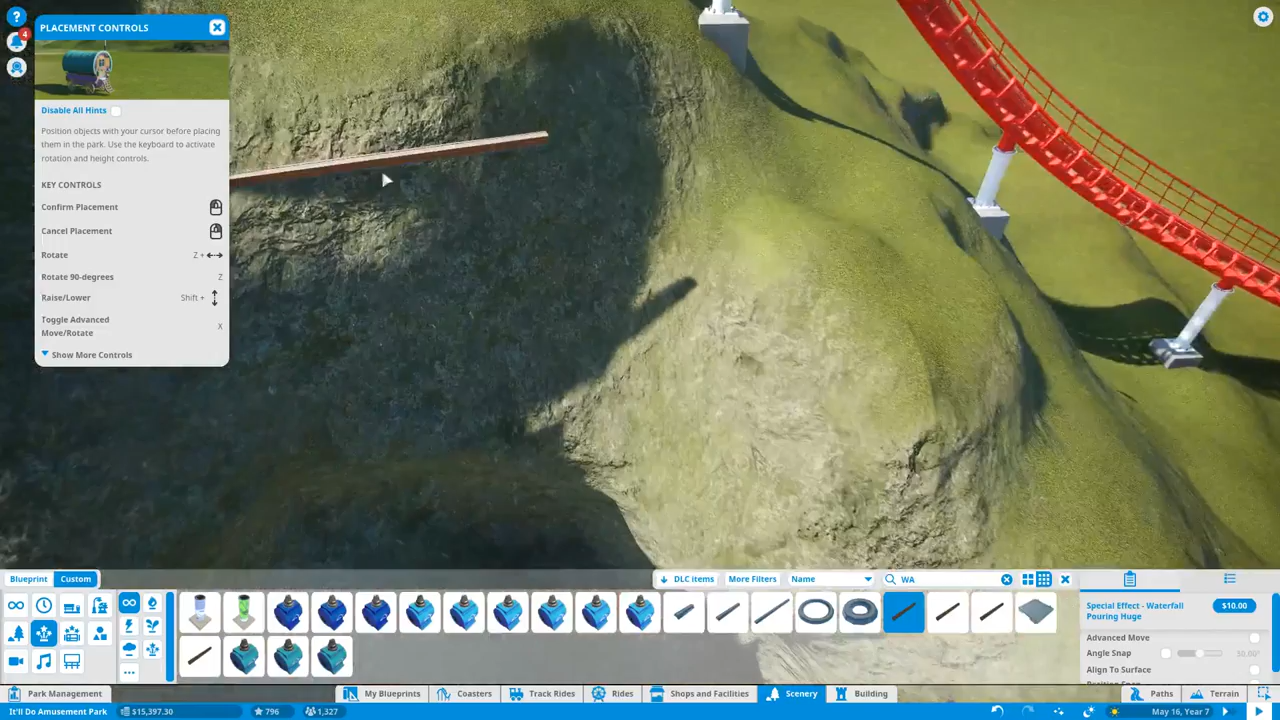 ?
4
PLACEMENT CONTROLS
Disable All Hints
Position objects with your cursor before placing
them in the park. Use the keyboard to activate
rotation and height controls.
KEY CONTROLS
Confirm Placement
Cancel Placement
Rotate Z +
Rotate 90-degrees Z
Raise/Lower Shift +
Toggle Advanced
Move/Rotate X
Show More Controls
Blueprint Custom
DLC items More Filters Name WA
Special Effect - Waterfall
Pouring Huge $10.00
Advanced Move
Angle Snap 30.00°
Align To Surface
Park Management My Blueprints Coasters Track Rides Rides Shops and Facilities Scenery Building Paths Terrain
It'll Do Amusement Park $15,397.30 796 1,327 May 16, Year 7